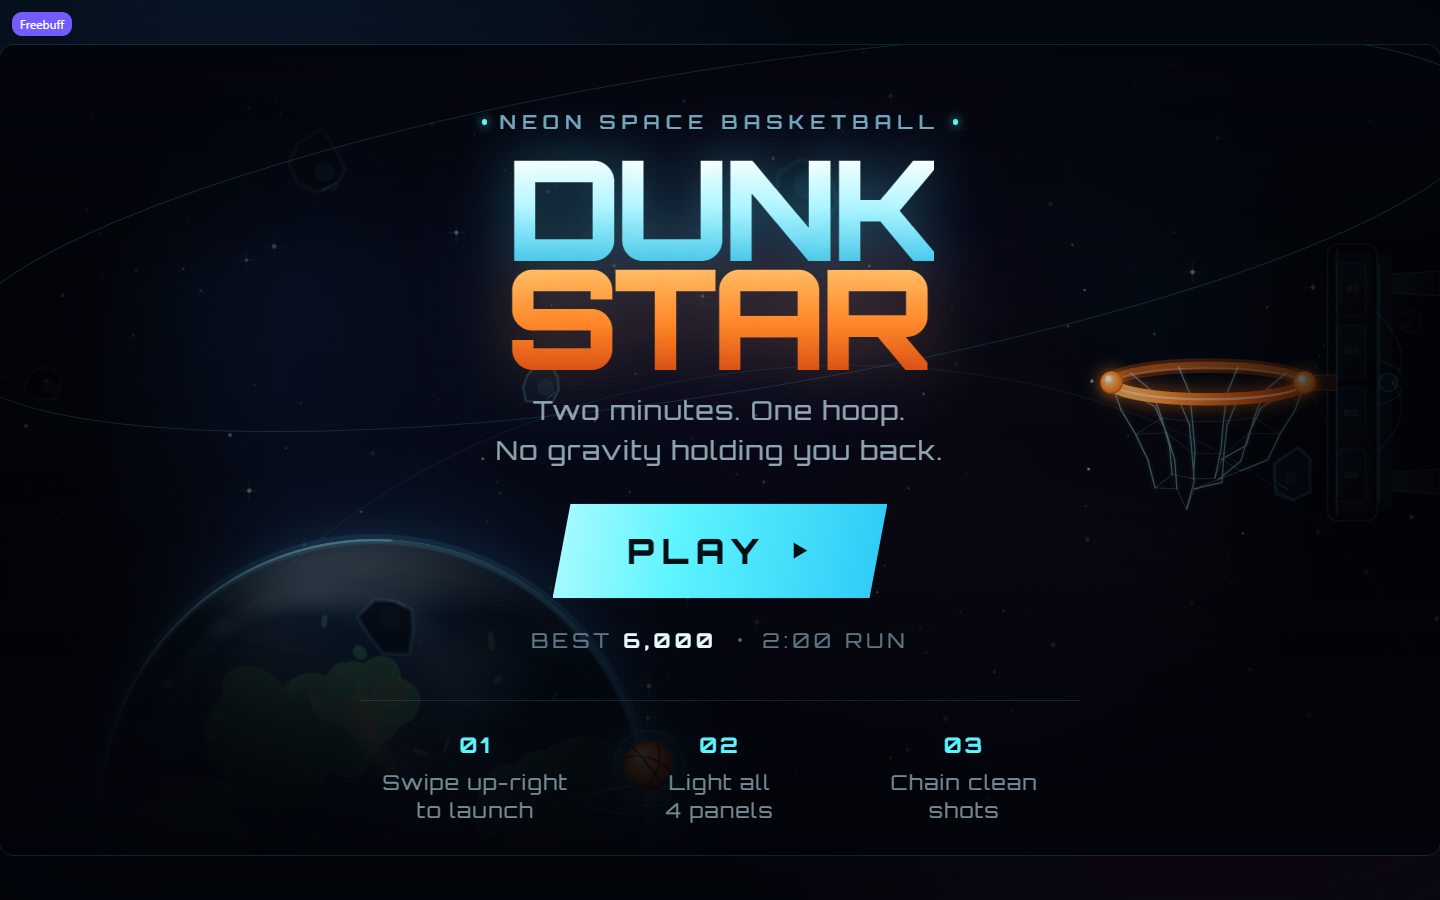 Freebuff
NEON SPACE BASKETBALL
DUNK
STAR
Two minutes. One hoop.
No gravity holding you back.
PLAY
BEST 6,000 · 2:00 RUN
01
Swipe up-right
to launch
02
Light all
4 panels
03
Chain clean
shots